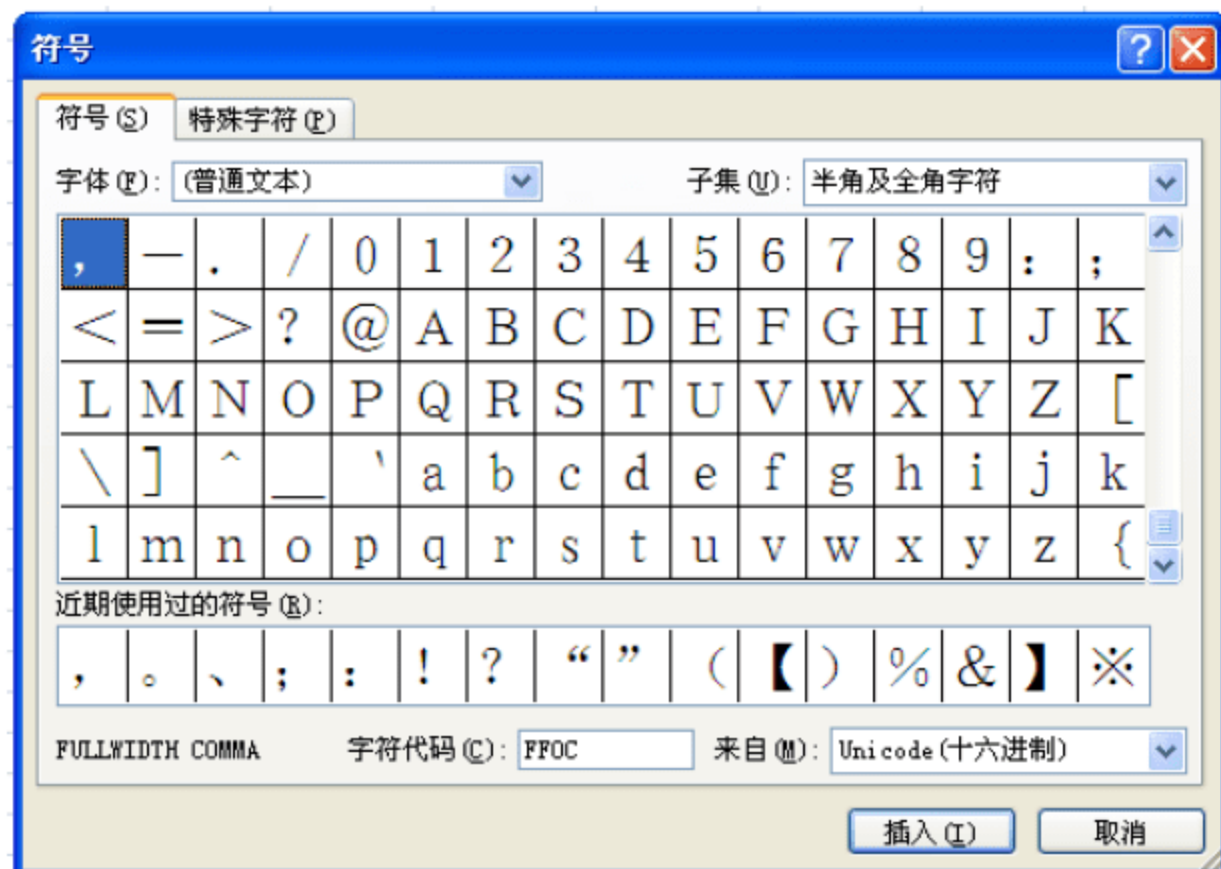 符号
符号(S) 特殊字符(P)
字体(F): (普通文本) 子集(U): 半角及全角字符
， － ． ／ ０ １ ２ ３ ４ ５ ６ ７ ８ ９ ： ；
＜ ＝ ＞ ？ ＠ Ａ Ｂ Ｃ Ｄ Ｅ Ｆ Ｇ Ｈ Ｉ Ｊ Ｋ
Ｌ Ｍ Ｎ Ｏ Ｐ Ｑ Ｒ Ｓ Ｔ Ｕ Ｖ Ｗ Ｘ Ｙ Ｚ ［
＼ ］ ＾ ＿ ｀ ａ ｂ ｃ ｄ ｅ ｆ ｇ ｈ ｉ ｊ ｋ
ｌ ｍ ｎ ｏ ｐ ｑ ｒ ｓ ｔ ｕ ｖ ｗ ｘ ｙ ｚ ｛
近期使用过的符号(R):
， 。 、 ； ： ！ ？ “ ” （ 【 ） ％ ＆ 】 ※
FULLWIDTH COMMA 字符代码(C): FF0C 来自(M): Unicode(十六进制)
插入(I) 取消